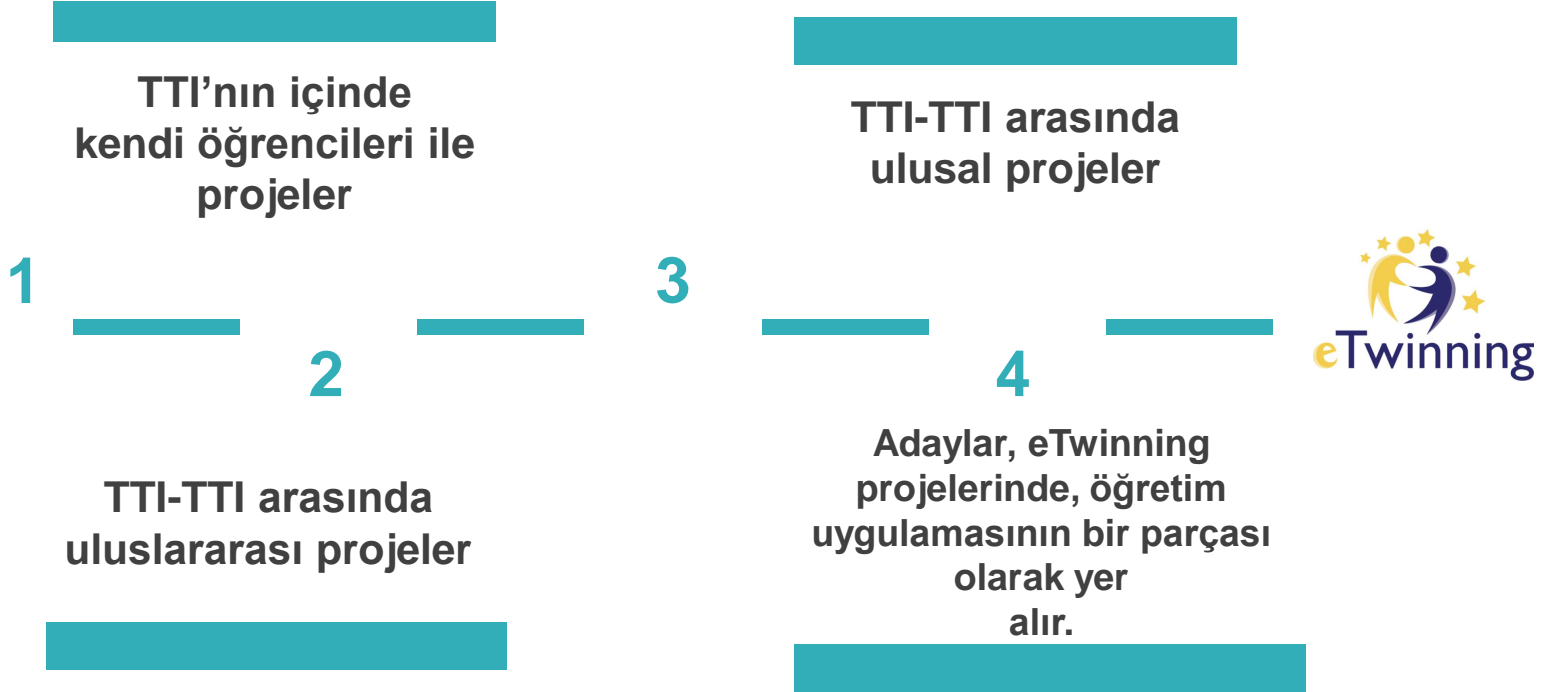 TTI’nın içinde
kendi öğrencileri ile
projeler
1
2
TTI-TTI arasında
uluslararası projeler
3
TTI-TTI arasında
ulusal projeler
4
Adaylar, eTwinning
projelerinde, öğretim
uygulamasının bir parçası
olarak yer
alır.
eTwinning